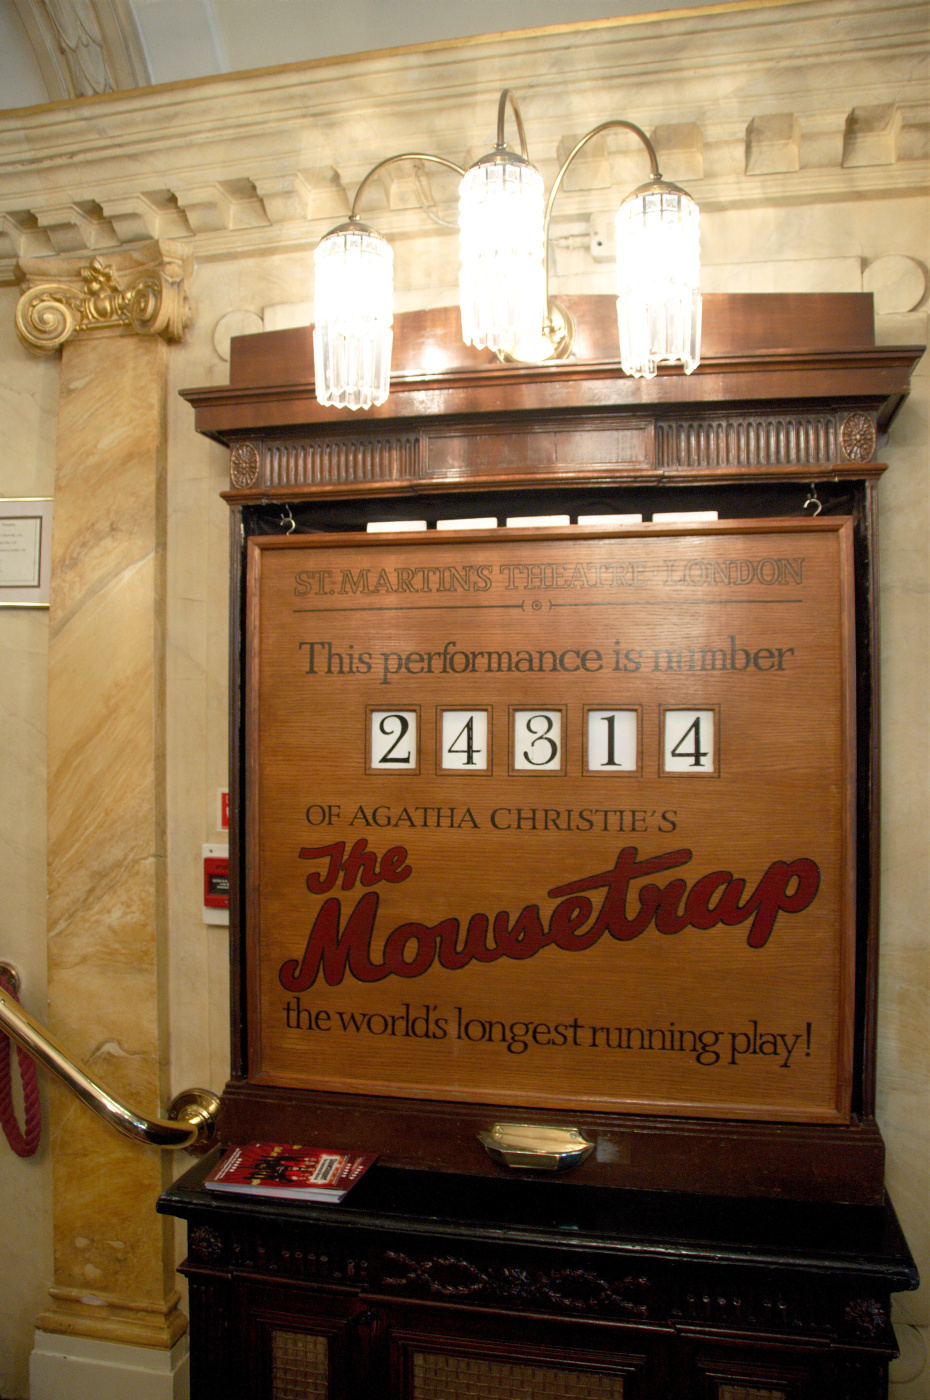 ST. MARTIN'S THEATRE LONDON
This performance is number
2 4 3 1 4
OF AGATHA CHRISTIE'S
The
Mousetrap
the world's longest running play!